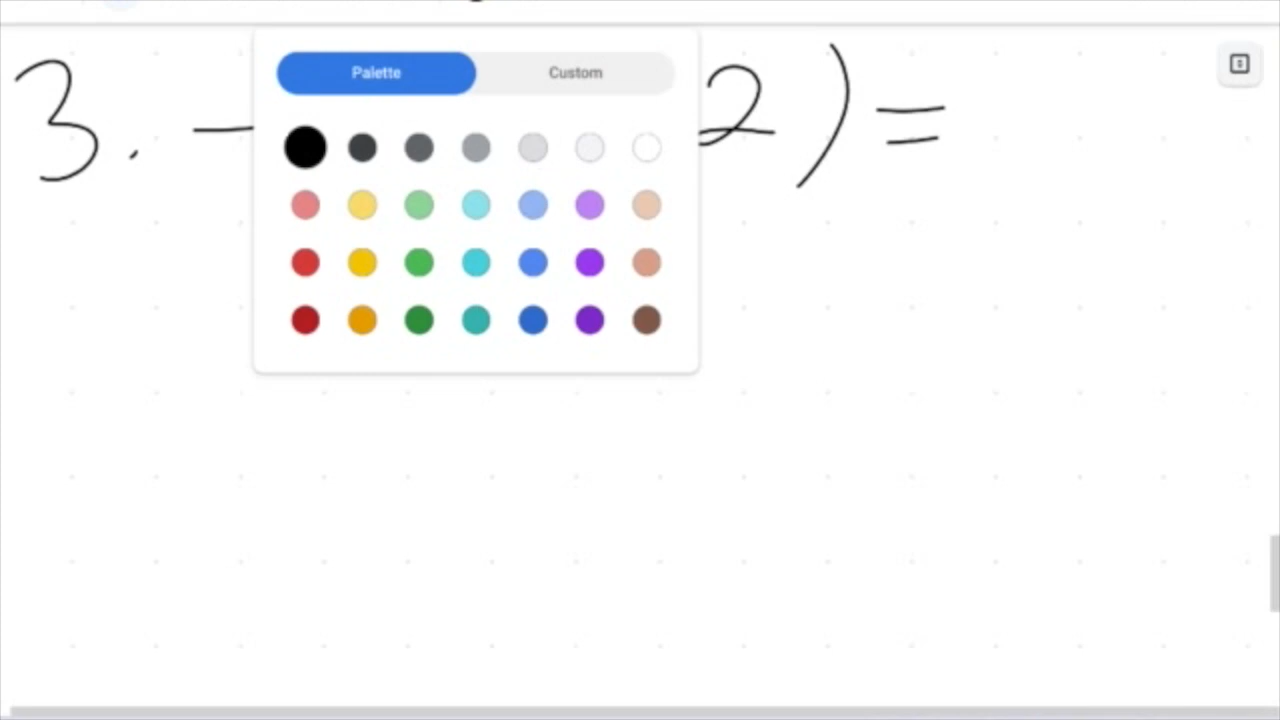 Palette Custom
3. - 2) =